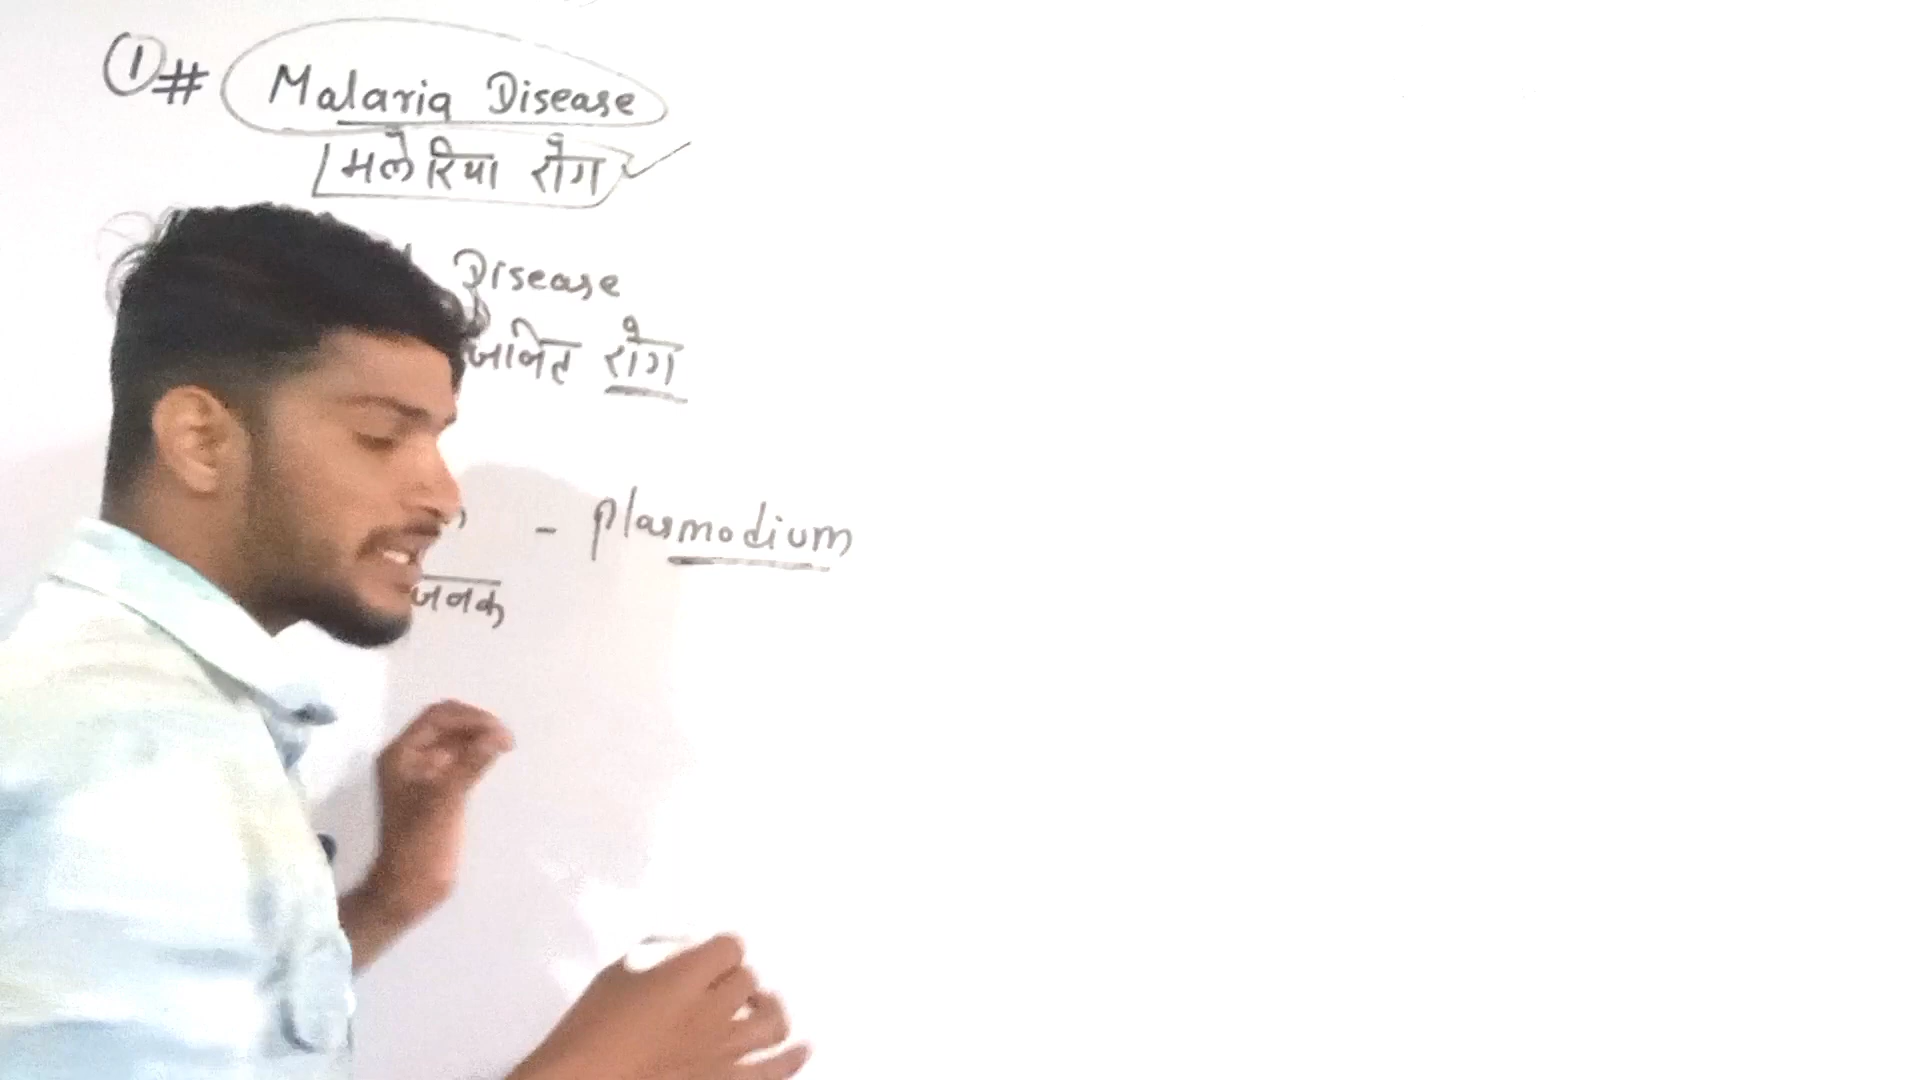 ① # Malaria Disease
मलेरिया रोग
Disease
जनित रोग
- Plasmodium
जनक